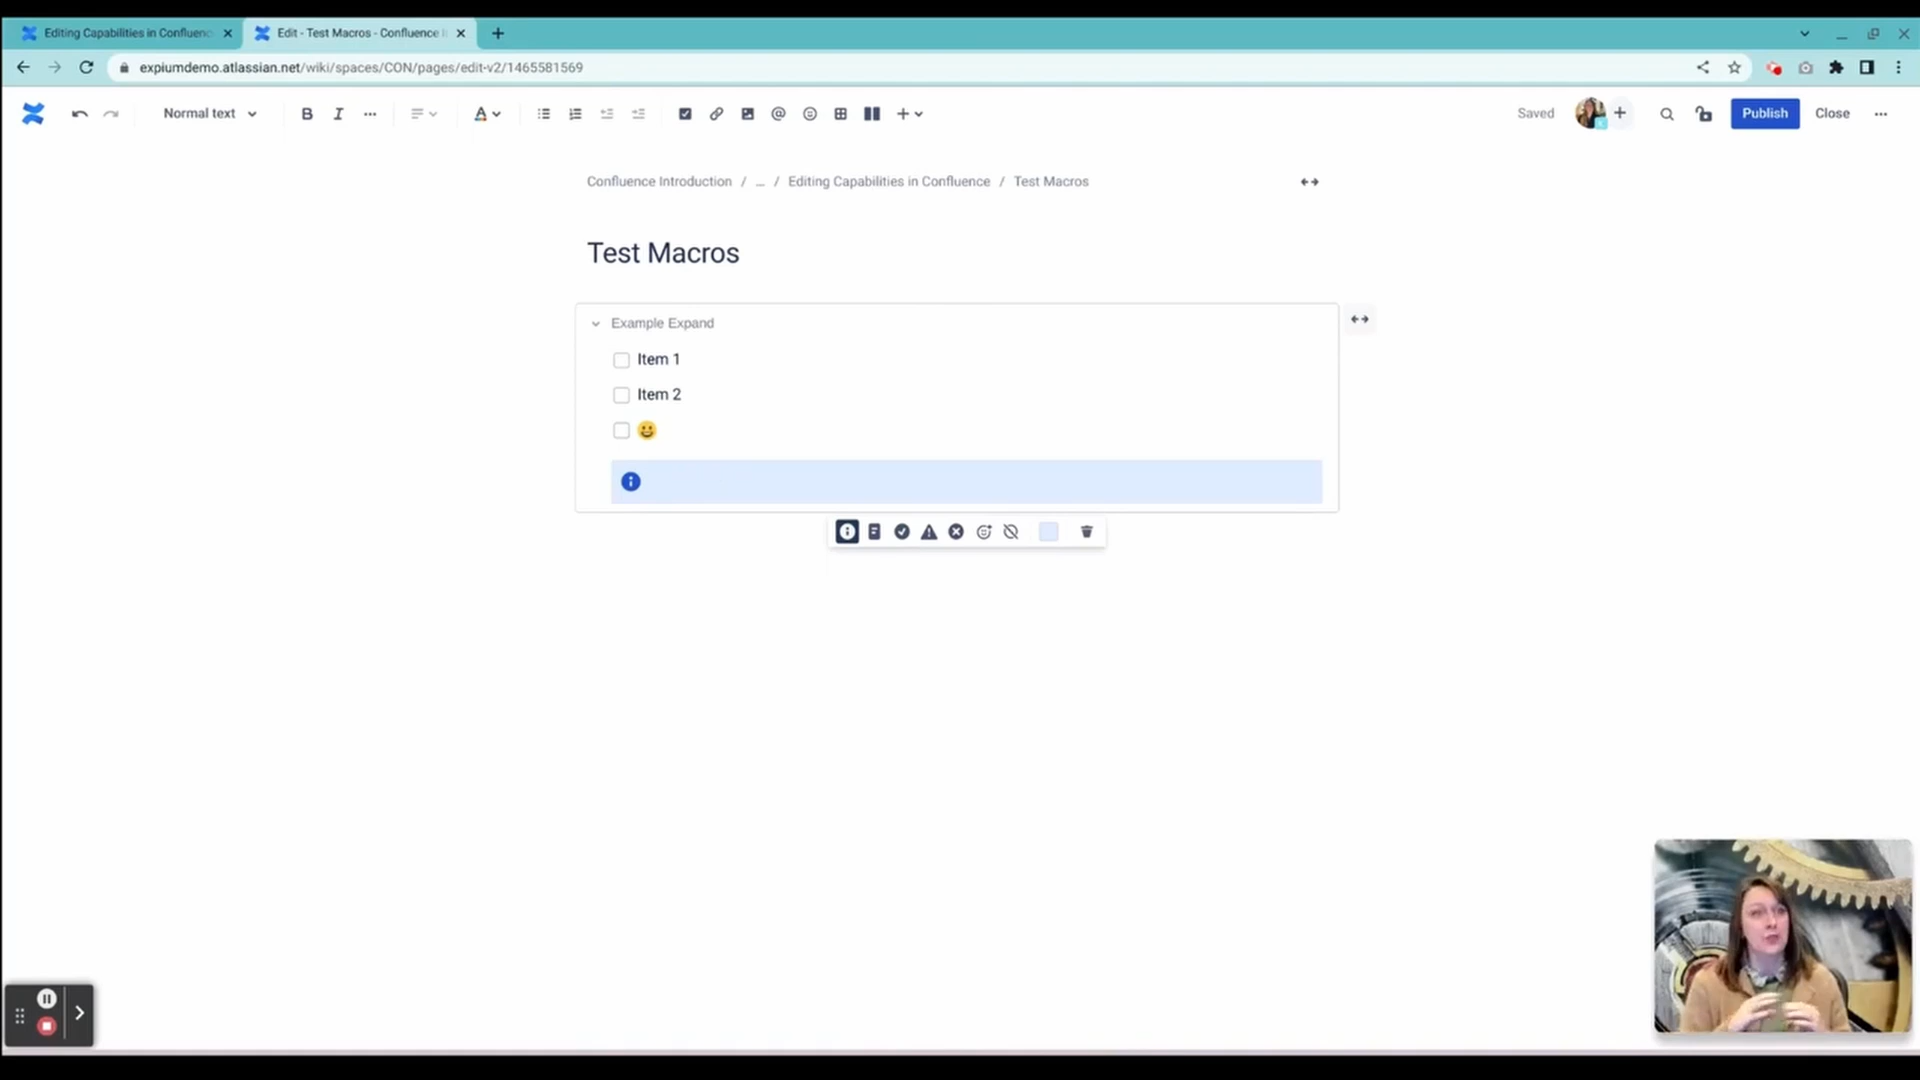 Editing Capabilities in Confluenc
Edit - Test Macros - Confluence
expiumdemo.atlassian.net/wiki/spaces/CON/pages/edit-v2/1465581569
Normal text
B I ... A
Saved
Publish
Close
Confluence Introduction / ... / Editing Capabilities in Confluence / Test Macros
Test Macros
Example Expand
Item 1
Item 2